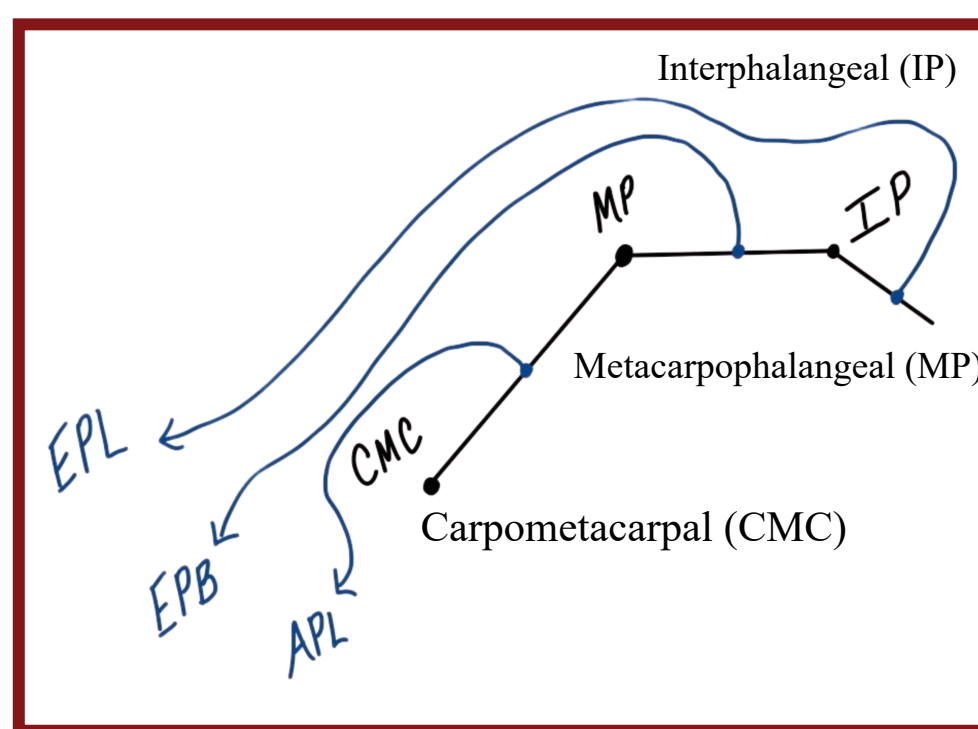 Interphalangeal (IP)
MP
IP
Metacarpophalangeal (MP)
EPL
CMC
Carpometacarpal (CMC)
EPB
APL